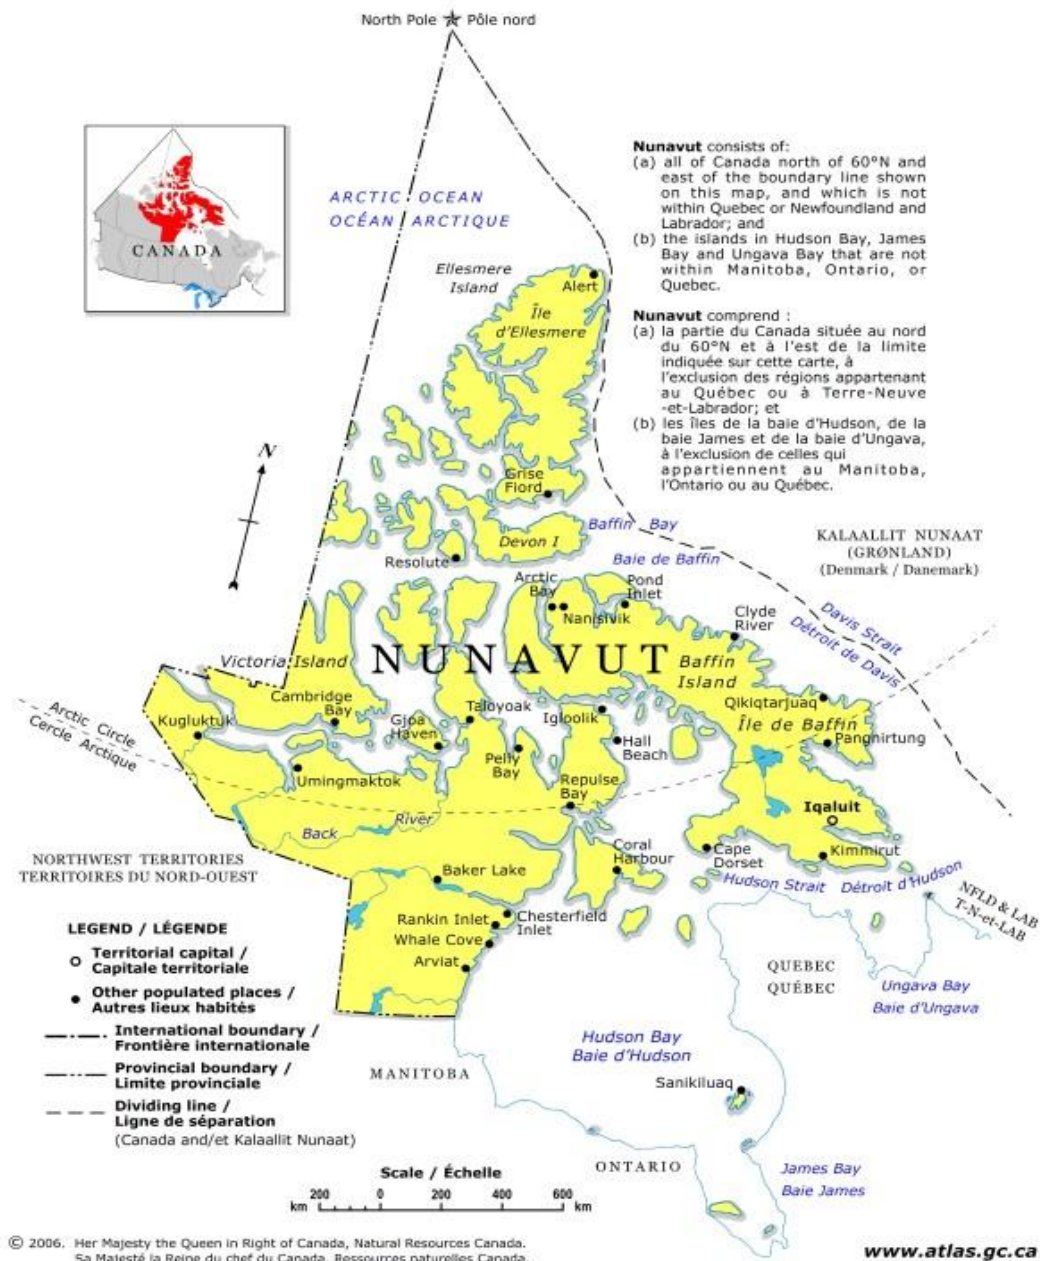 North Pole Pôle nord
ARCTIC OCEAN
OCÉAN ARCTIQUE
CANADA
Nunavut consists of:
(a) all of Canada north of 60°N and
east of the boundary line shown
on this map, and which is not
within Quebec or Newfoundland and
Labrador; and
(b) the islands in Hudson Bay, James
Bay and Ungava Bay that are not
within Manitoba, Ontario, or
Quebec.
Nunavut comprend :
(a) la partie du Canada située au nord
du 60°N et à l'est de la limite
indiquée sur cette carte, à
l'exclusion des régions appartenant
au Québec ou à Terre-Neuve
-et-Labrador; et
(b) les îles de la baie d'Hudson, de la
baie James et de la baie d'Ungava,
à l'exclusion de celles qui
appartiennent au Manitoba,
l'Ontario ou au Québec.
Ellesmere
Island
Alert
Île
d'Ellesmere
N
Grise
Fiord
Devon I
Baffin Bay
Baie de Baffin
KALAALLIT NUNAAT
(GRØNLAND)
(Denmark / Danemark)
Resolute
Arctic
Bay
Nanisivik
Pond
Inlet
Clyde
River
Davis Strait
Détroit de Davis
Victoria Island
NUNAVUT
Baffin
Island
Île de Baffin
Qikiqtarjuaq
Pangnirtung
Arctic Circle
Cercle Arctique
Kugluktuk
Cambridge
Bay
Gjoa
Haven
Taloyoak
Igloolik
Hall
Beach
Pelly
Bay
Umingmaktok
Repulse
Bay
Back River
Iqaluit
Coral
Harbour
Cape
Dorset
Kimmirut
Hudson Strait Détroit d'Hudson
NFLD & LAB
T-N-et-LAB
NORTHWEST TERRITORIES
TERRITOIRES DU NORD-OUEST
Baker Lake
Rankin Inlet
Chesterfield
Inlet
Whale Cove
Arviat
QUEBEC
QUÉBEC
Ungava Bay
Baie d'Ungava
Hudson Bay
Baie d'Hudson
MANITOBA
Sanikiluaq
ONTARIO
James Bay
Baie James
LEGEND / LÉGENDE
Territorial capital /
Capitale territoriale
Other populated places /
Autres lieux habités
International boundary /
Frontière internationale
Provincial boundary /
Limite provinciale
Dividing line /
Ligne de séparation
(Canada and/et Kalaallit Nunaat)
Scale / Échelle
200 0 200 400 600
km km
© 2006. Her Majesty the Queen in Right of Canada, Natural Resources Canada.
Sa Majesté la Reine du chef du Canada, Ressources naturelles Canada.
www.atlas.gc.ca